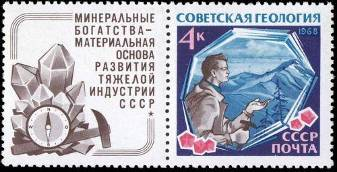 МИНЕРАЛЬНЫЕ
БОГАТСТВА-
МАТЕРИАЛЬНАЯ
ОСНОВА
РАЗВИТИЯ
ТЯЖЕЛОЙ
ИНДУСТРИИ
СССР
СОВЕТСКАЯ ГЕОЛОГИЯ
4К
1968
СССР
ПОЧТА